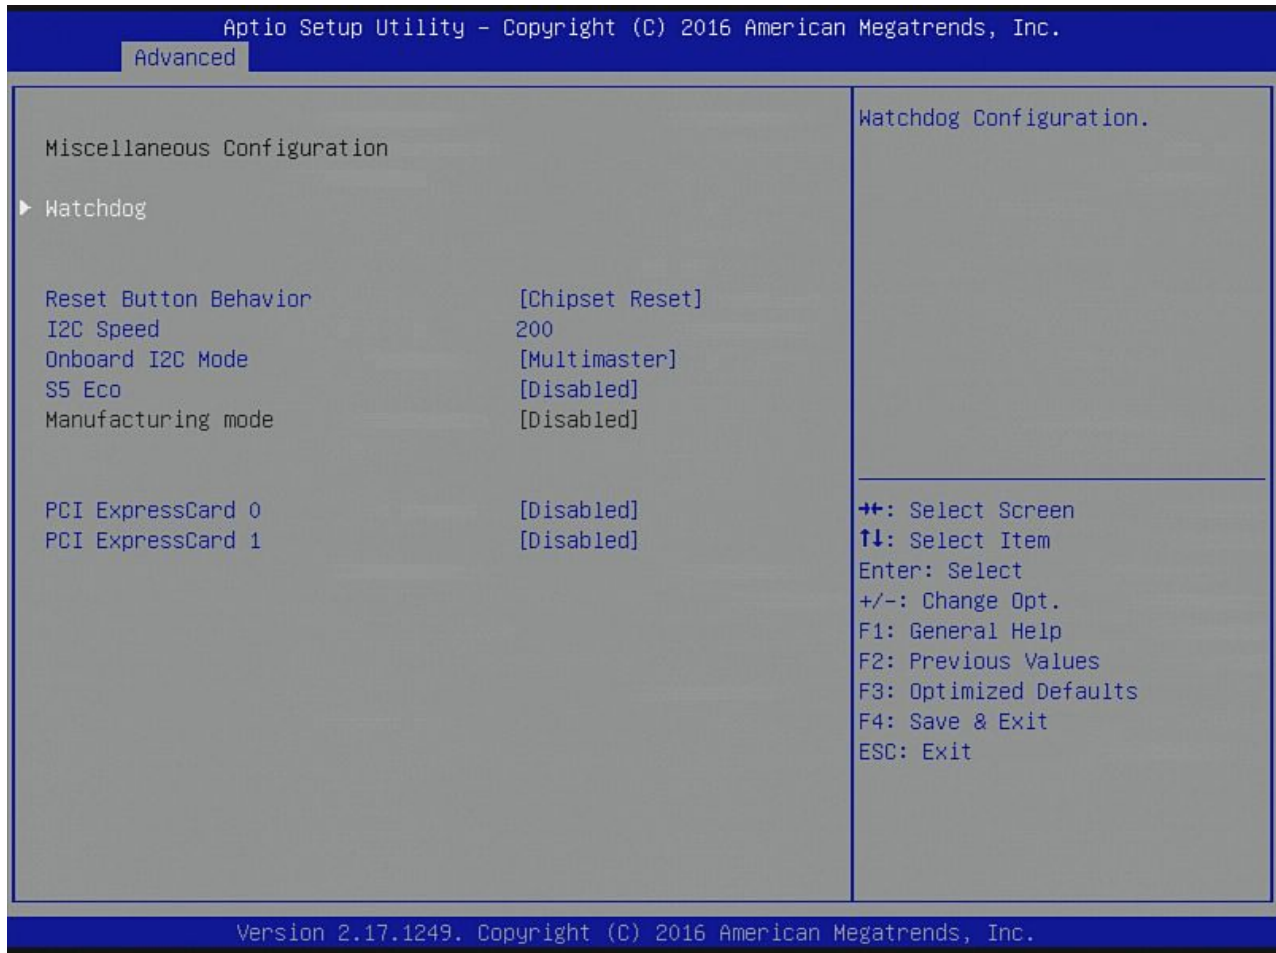 Aptio Setup Utility – Copyright (C) 2016 American Megatrends, Inc.
Advanced
Miscellaneous Configuration
Watchdog
Reset Button Behavior [Chipset Reset]
I2C Speed 200
Onboard I2C Mode [Multimaster]
S5 Eco [Disabled]
Manufacturing mode [Disabled]
PCI ExpressCard 0 [Disabled]
PCI ExpressCard 1 [Disabled]
Watchdog Configuration.
→←: Select Screen
↑↓: Select Item
Enter: Select
+/-: Change Opt.
F1: General Help
F2: Previous Values
F3: Optimized Defaults
F4: Save & Exit
ESC: Exit
Version 2.17.1249. Copyright (C) 2016 American Megatrends, Inc.